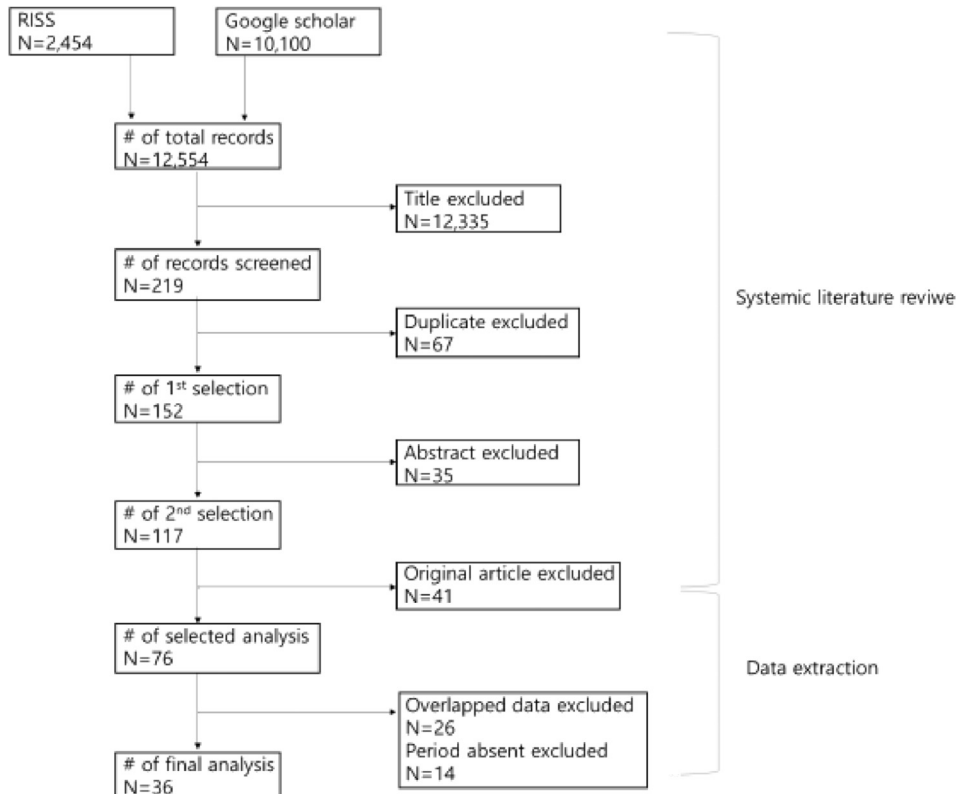 RISS
N=2,454
Google scholar
N=10,100
# of total records
N=12,554
Title excluded
N=12,335
# of records screened
N=219
Duplicate excluded
N=67
# of 1st selection
N=152
Abstract excluded
N=35
# of 2nd selection
N=117
Original article excluded
N=41
# of selected analysis
N=76
Overlapped data excluded
N=26
Period absent excluded
N=14
# of final analysis
N=36
Systemic literature reviwe
Data extraction